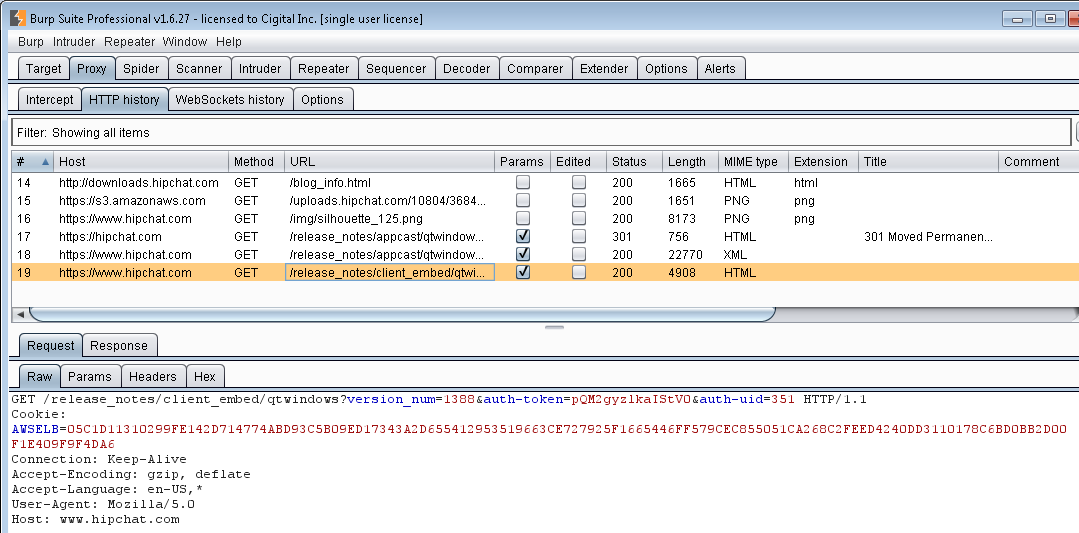 Burp Suite Professional v1.6.27 - licensed to Cigital Inc. [single user license]
Burp Intruder Repeater Window Help
Target Proxy Spider Scanner Intruder Repeater Sequencer Decoder Comparer Extender Options Alerts
Intercept HTTP history WebSockets history Options
Filter: Showing all items
# Host Method URL Params Edited Status Length MIME type Extension Title Comment
14 http://downloads.hipchat.com GET /blog_info.html 200 1665 HTML html
15 https://s3.amazonaws.com GET /uploads.hipchat.com/10804/3684... 200 1651 PNG png
16 https://www.hipchat.com GET /img/silhouette_125.png 200 8173 PNG png
17 https://hipchat.com GET /release_notes/appcast/qtwindow... 301 756 HTML 301 Moved Permanen...
18 https://www.hipchat.com GET /release_notes/appcast/qtwindow... 200 22770 XML
19 https://www.hipchat.com GET /release_notes/client_embed/qtwi... 200 4908 HTML
Request Response
Raw Params Headers Hex
GET /release_notes/client_embed/qtwindows?version_num=1388&auth-token=pQM2gyzlkaIStV0&auth-uid=351 HTTP/1.1
Cookie:
AWSELB=05C1D11310299FE142D714774ABD93C5B09ED17343A2D655412953519663CE727925F1665446FF579CEC855051CA268C2FEED4240DD3110178C6BD0BB2D00
F1E409F9F4DA6
Connection: Keep-Alive
Accept-Encoding: gzip, deflate
Accept-Language: en-US,*
User-Agent: Mozilla/5.0
Host: www.hipchat.com